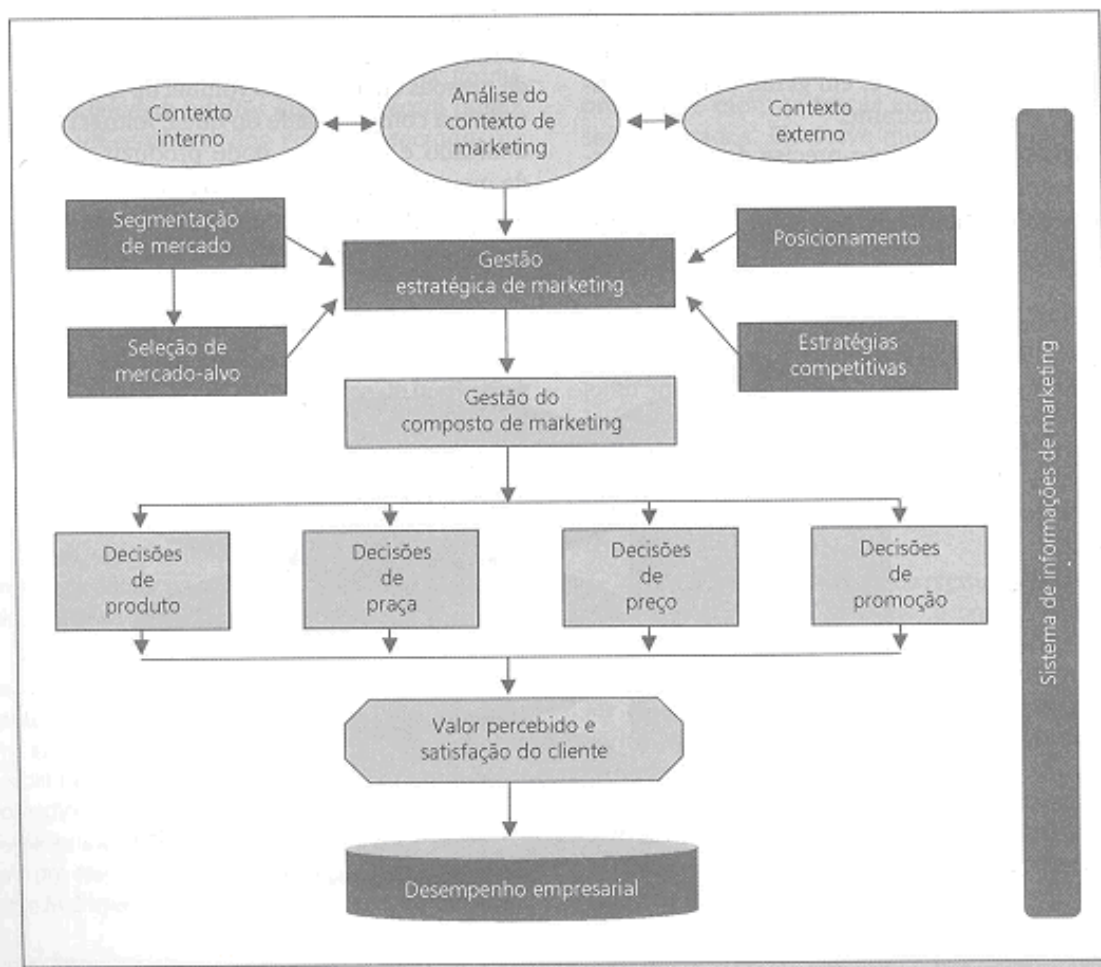 Contexto
interno
Análise do
contexto de
marketing
Contexto
externo
Segmentação
de mercado
Gestão
estratégica de marketing
Posicionamento
Seleção de
mercado-alvo
Estratégias
competitivas
Gestão do
composto de marketing
Decisões
de
produto
Decisões
de
praça
Decisões
de
preço
Decisões
de
promoção
Valor percebido e
satisfação do cliente
Desempenho empresarial
Sistema de informações de marketing